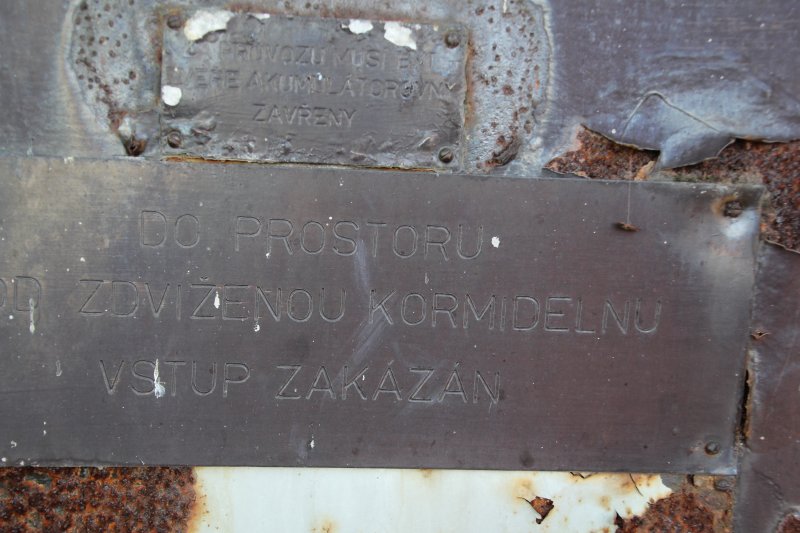 PROVOZU MUSÍ BÝT
AKUMULÁTOROVNY
ZAVŘENY
DO PROSTORU
ZDVIŽENOU KORMIDELNU
VSTUP ZAKÁZÁN